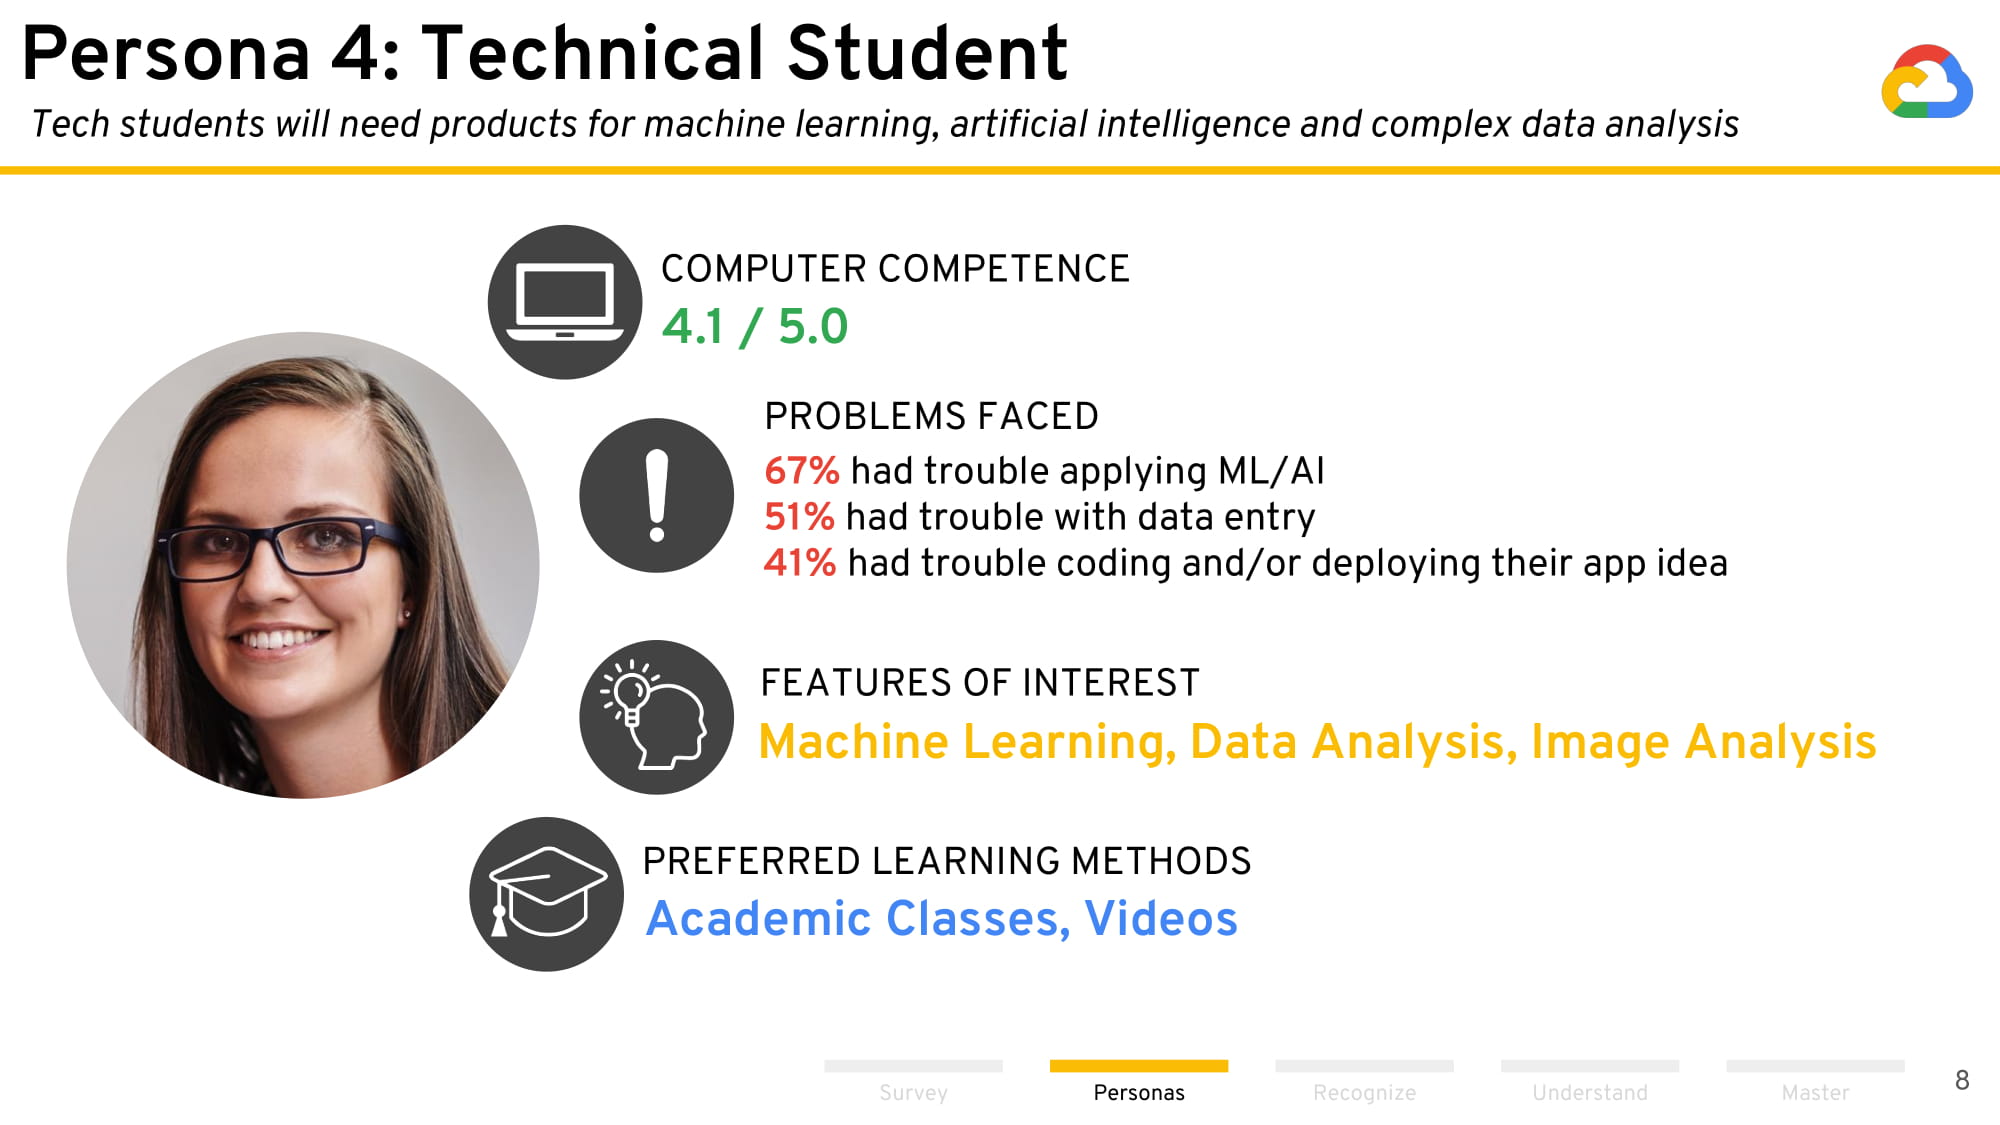 Persona 4: Technical Student
Tech students will need products for machine learning, artificial intelligence and complex data analysis
COMPUTER COMPETENCE
4.1 / 5.0
PROBLEMS FACED
67% had trouble applying ML/AI
51% had trouble with data entry
41% had trouble coding and/or deploying their app idea
FEATURES OF INTEREST
Machine Learning, Data Analysis, Image Analysis
PREFERRED LEARNING METHODS
Academic Classes, Videos
Survey
Personas
Recognize
Understand
Master
8